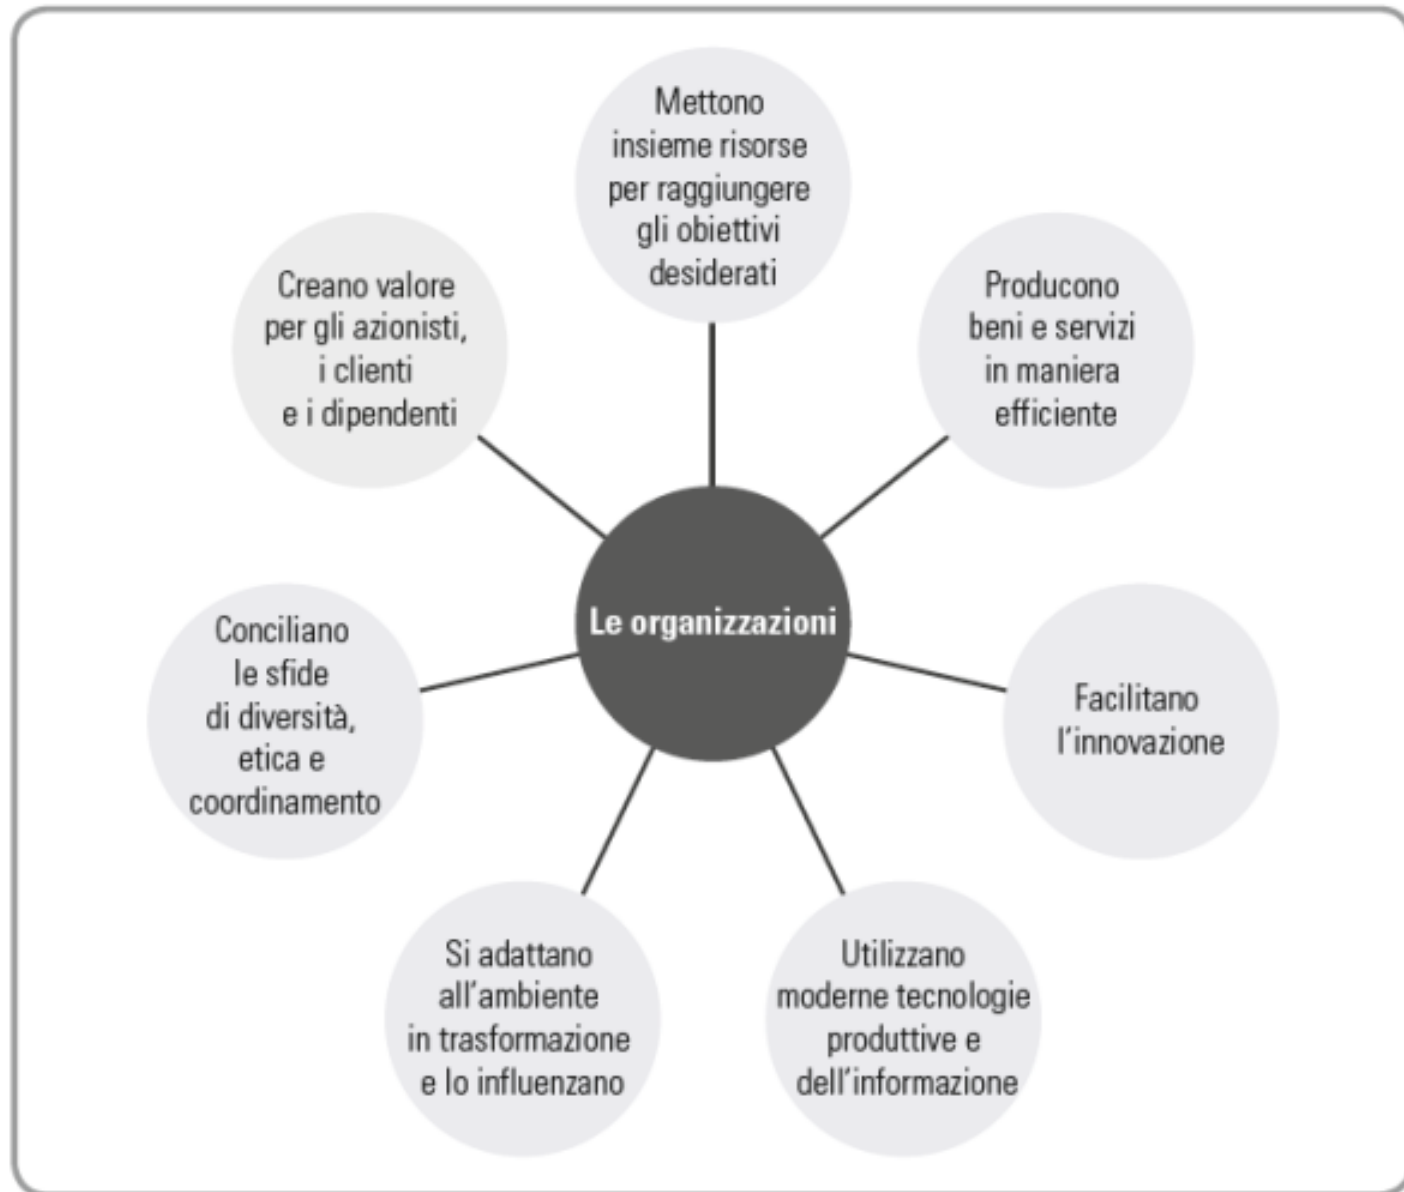 Mettono
insieme risorse
per raggiungere
gli obiettivi
desiderati
Producono
beni e servizi
in maniera
efficiente
Facilitano
l'innovazione
Utilizzano
moderne tecnologie
produttive e
dell'informazione
Si adattano
all'ambiente
in trasformazione
e lo influenzano
Conciliano
le sfide
di diversità,
etica e
coordinamento
Creano valore
per gli azionisti,
i clienti
e i dipendenti
Le organizzazioni